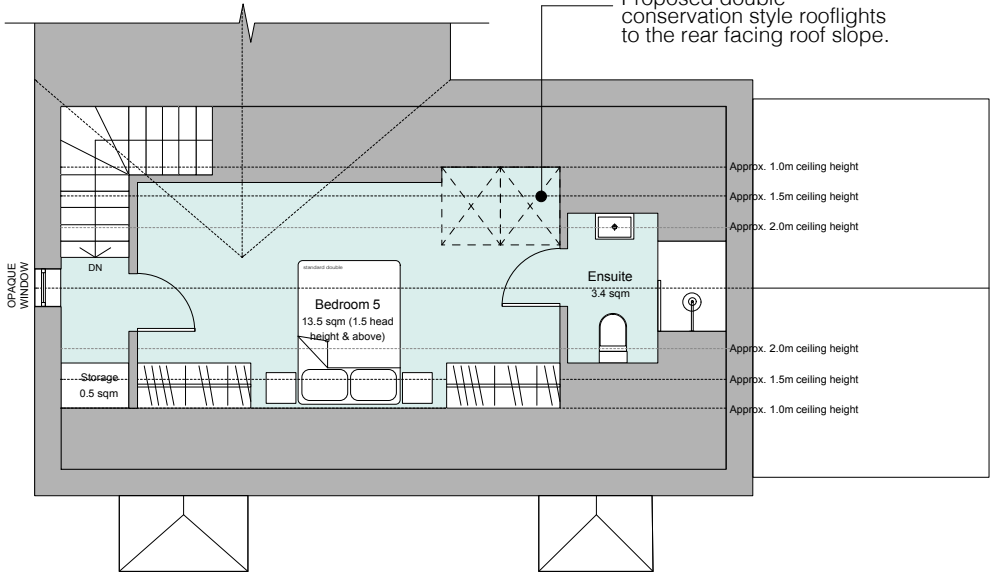 Proposed double
conservation style rooflights
to the rear facing roof slope.
Approx. 1.0m ceiling height
Approx. 1.5m ceiling height
X
X
Approx. 2.0m ceiling height
DN
OPAQUE
WINDOW
standard double
Ensuite
3.4 sqm
Bedroom 5
13.5 sqm (1.5 head
height & above)
Approx. 2.0m ceiling height
Storage
0.5 sqm
Approx. 1.5m ceiling height
Approx. 1.0m ceiling height